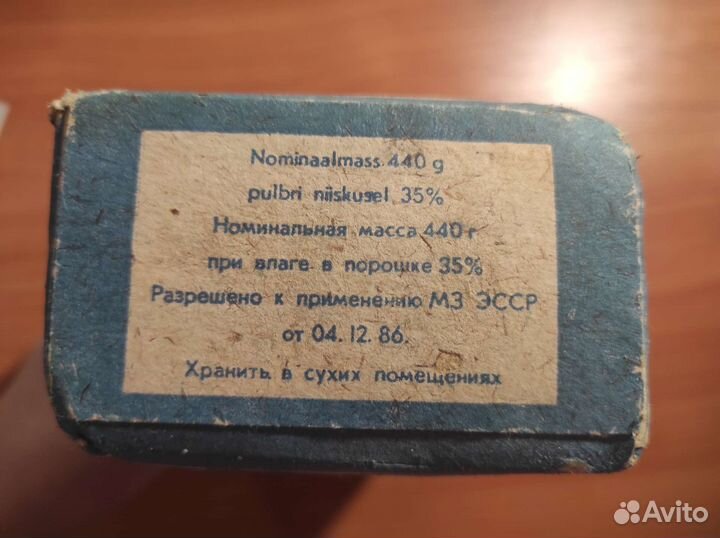 Nominaalmass 440 g
pulbri niiskusel 35%
Номинальная масса 440 г
при влаге в порошке 35%
Разрешено к применению МЗ ЭССР
от 04. 12. 86.
Хранить в сухих помещениях
Avito